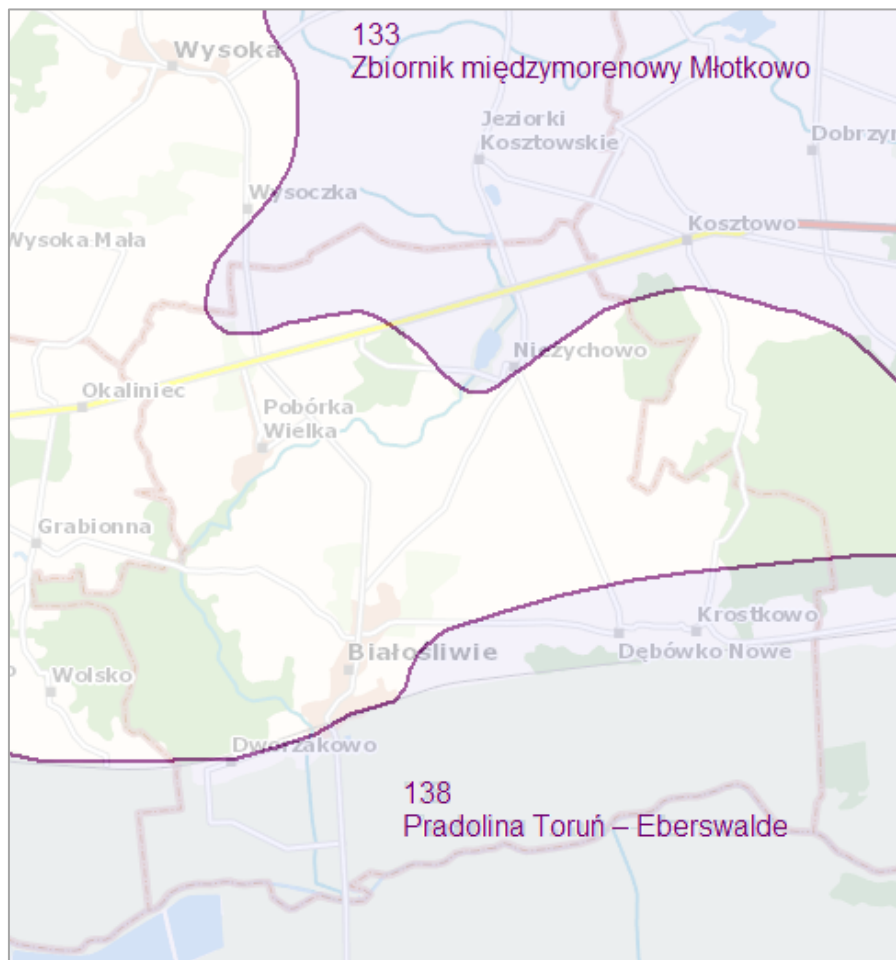 133
Zbiornik międzymorenowy Młotkowo
Wysoka
Jeziorki
Kosztowskie
Wysoczka
Kosztowo
Wysoka Mała
Niezychowo
Okaliniec
Pobórka
Wielka
Grabionna
Krostkowo
Białośliwie
Dębówko Nowe
Wolsko
Dworzakowo
138
Pradolina Toruń – Eberswalde